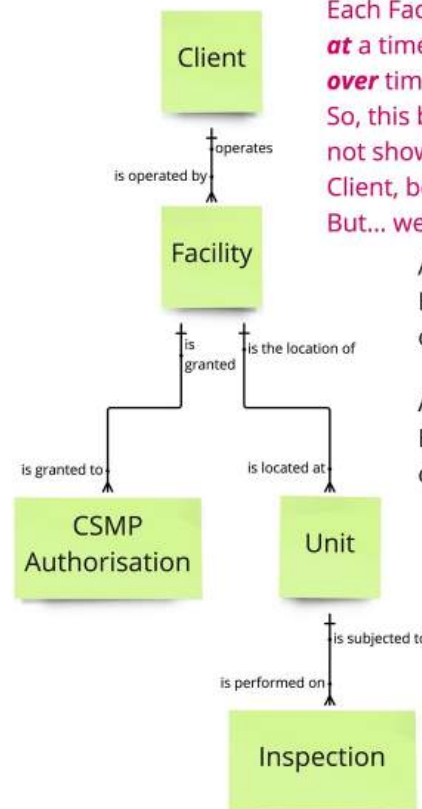 Each Fac
at a time
over tim
So, this b
not show
Client, b
But... we
Client
operates
is operated by
Facility
is
granted
is the location of
is granted to
is located at
CSMP
Authorisation
Unit
is subjected to
is performed on
Inspection